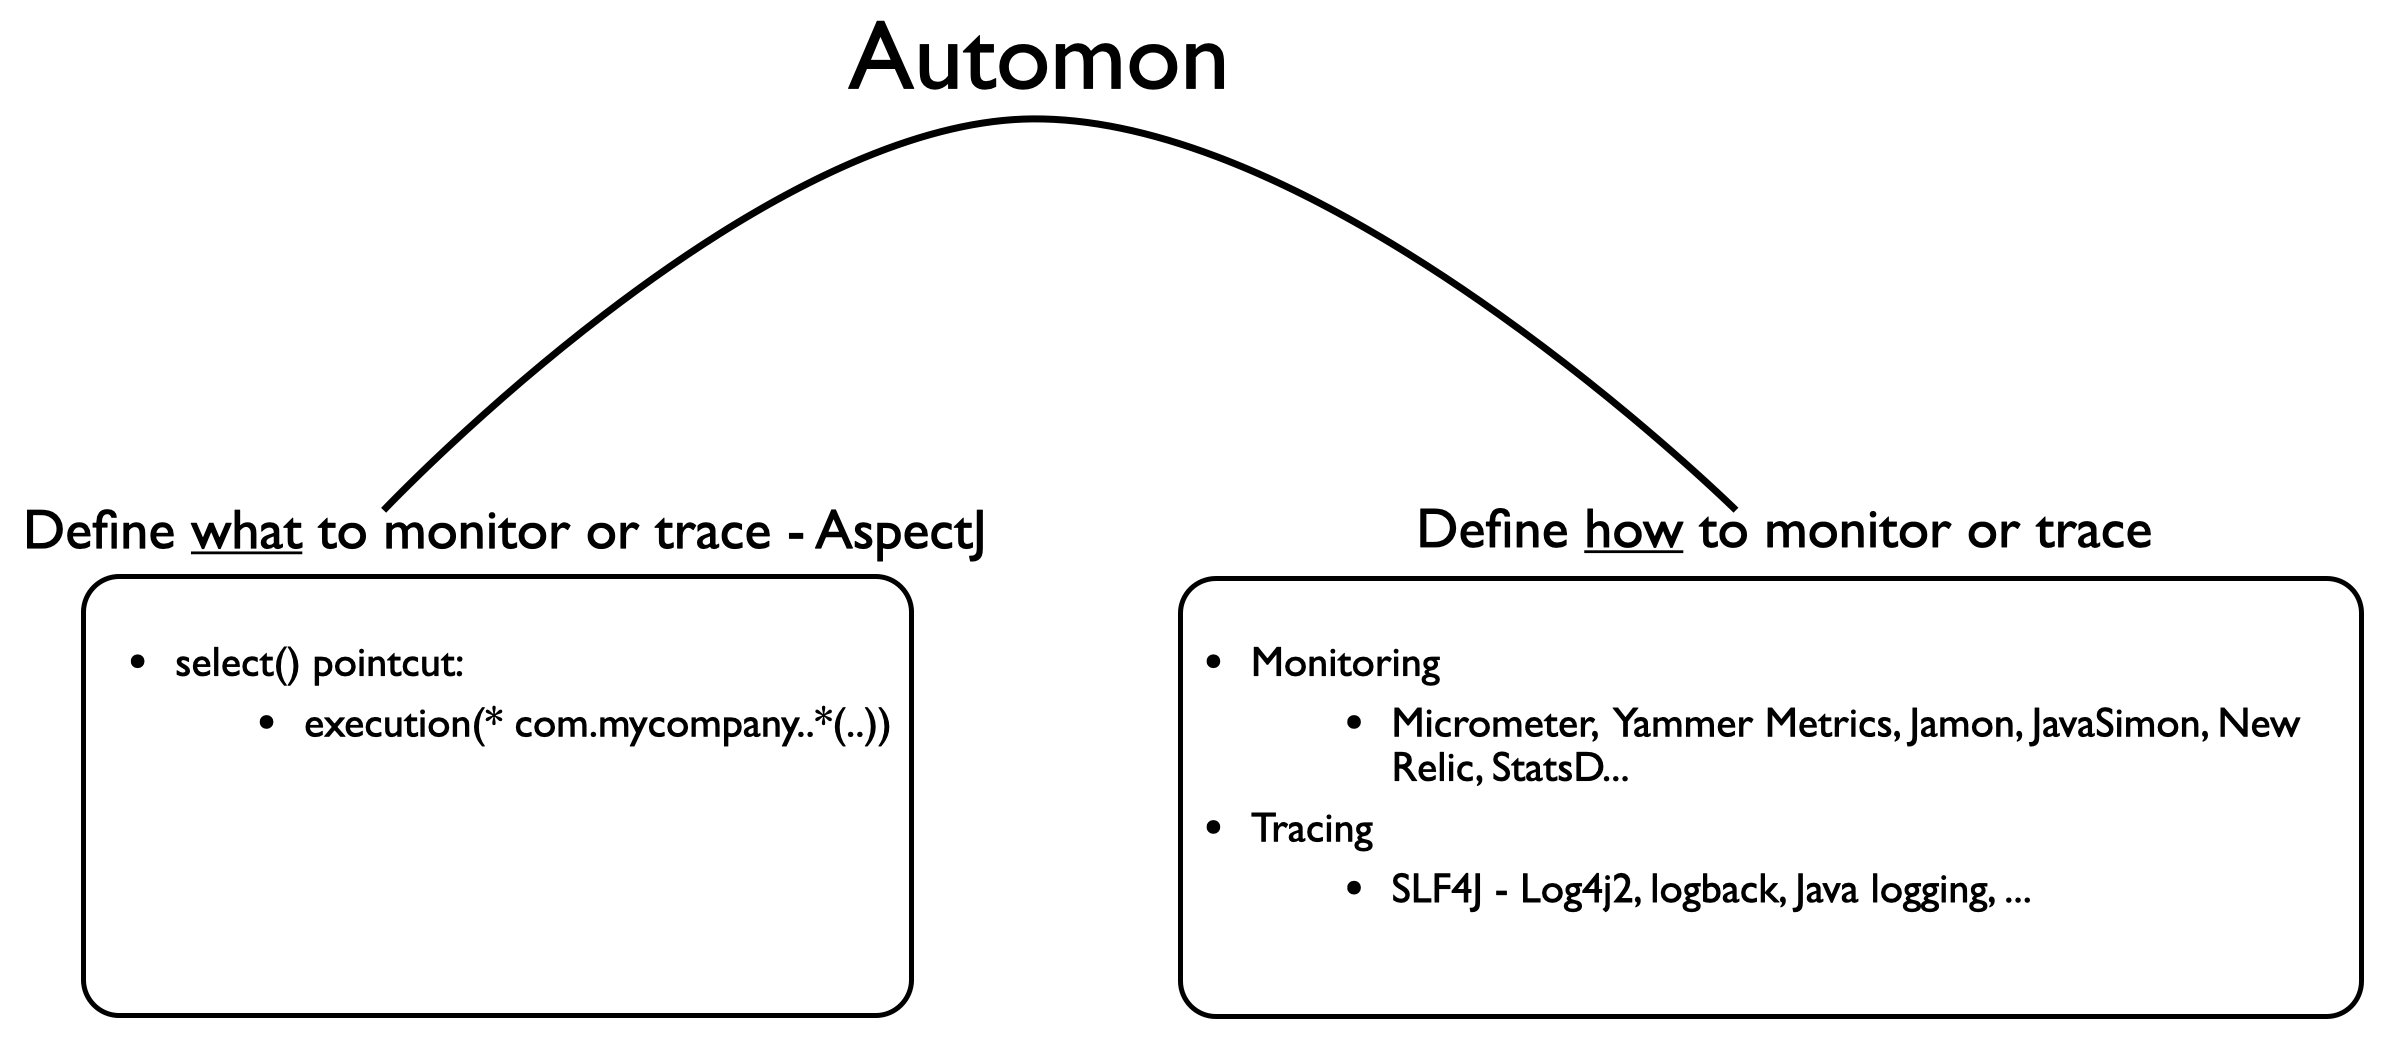 Automon
Define what to monitor or trace - AspectJ
• select() pointcut:
• execution(* com.mycompany..*(..))
Define how to monitor or trace
• Monitoring
• Micrometer, Yammer Metrics, Jamon, JavaSimon, New
Relic, StatsD...
• Tracing
• SLF4J - Log4j2, logback, Java logging, ...